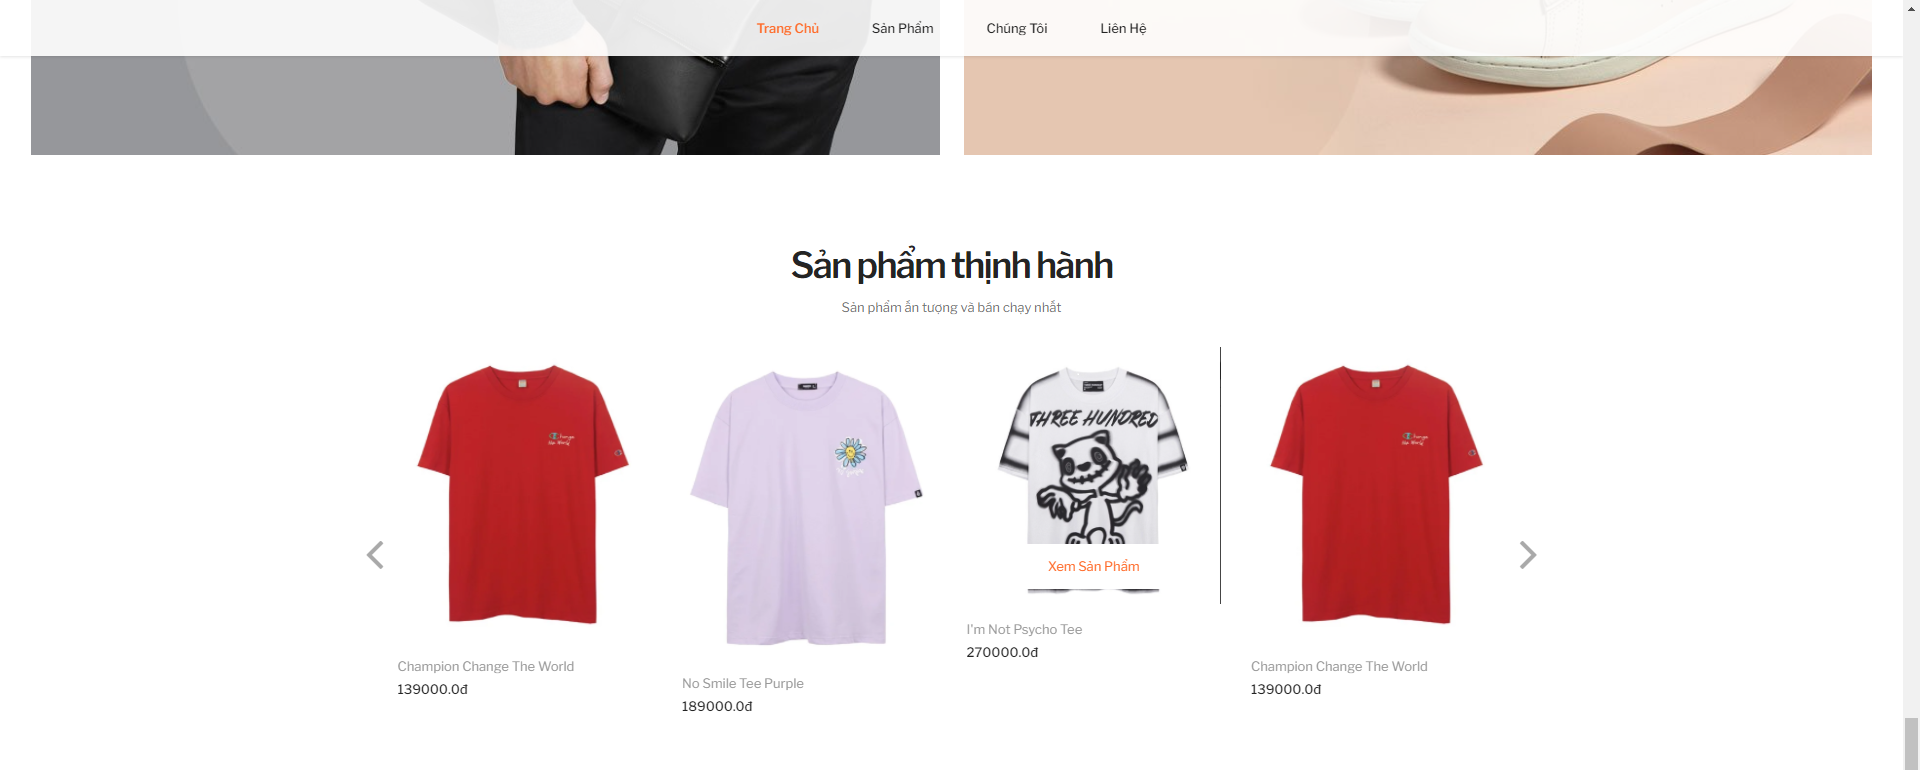 Trang Chủ Sản Phẩm Chúng Tôi Liên Hệ
Sản phẩm thịnh hành
Sản phẩm ấn tượng và bán chạy nhất
THREE HUNDRED
Xem Sản Phẩm
Champion Change The World
139000.0đ
No Smile Tee Purple
189000.0đ
I'm Not Psycho Tee
270000.0đ
Champion Change The World
139000.0đ